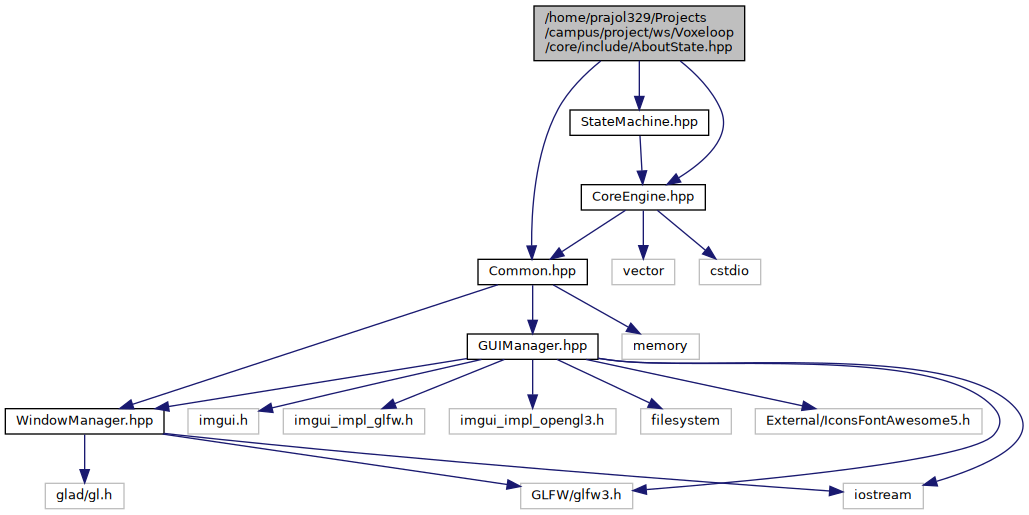 /home/prajol329/Projects
/campus/project/ws/Voxeloop
/core/include/AboutState.hpp
StateMachine.hpp
CoreEngine.hpp
Common.hpp
vector
cstdio
GUIManager.hpp
memory
WindowManager.hpp
imgui.h
imgui_impl_glfw.h
imgui_impl_opengl3.h
filesystem
External/IconsFontAwesome5.h
glad/gl.h
GLFW/glfw3.h
iostream